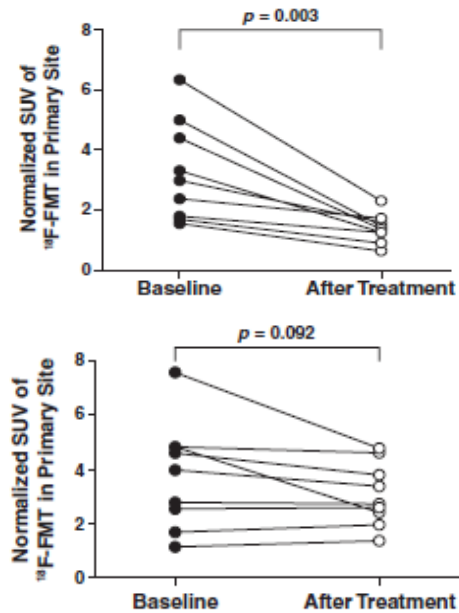 p = 0.003
Normalized SUV of
¹⁸F-FMT in Primary Site
8
6
4
2
0
Baseline
After Treatment
p = 0.092
Normalized SUV of
¹⁸F-FMT in Primary Site
8
6
4
2
0
Baseline
After Treatment